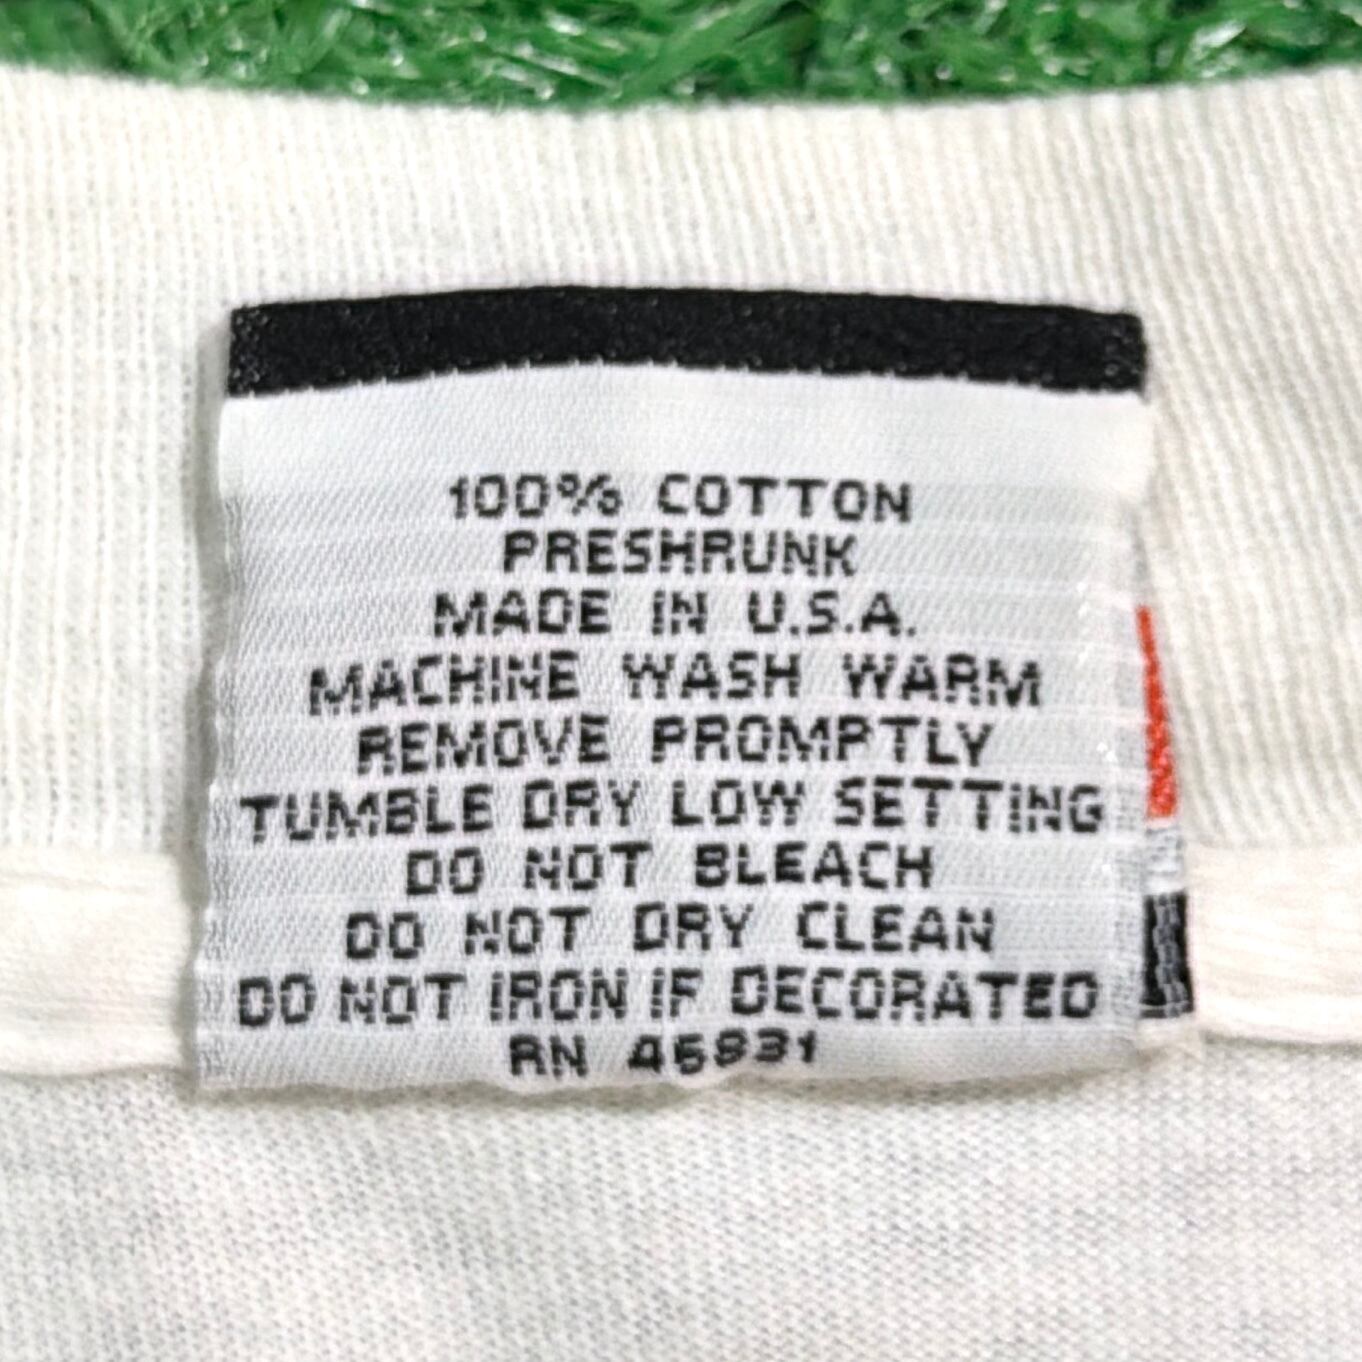 100% COTTON
PRESHRUNK
MADE IN U.S.A.
MACHINE WASH WARM
REMOVE PROMPTLY
TUMBLE DRY LOW SETTING
DO NOT BLEACH
DO NOT DRY CLEAN
DO NOT IRON IF DECORATED
RN 45831